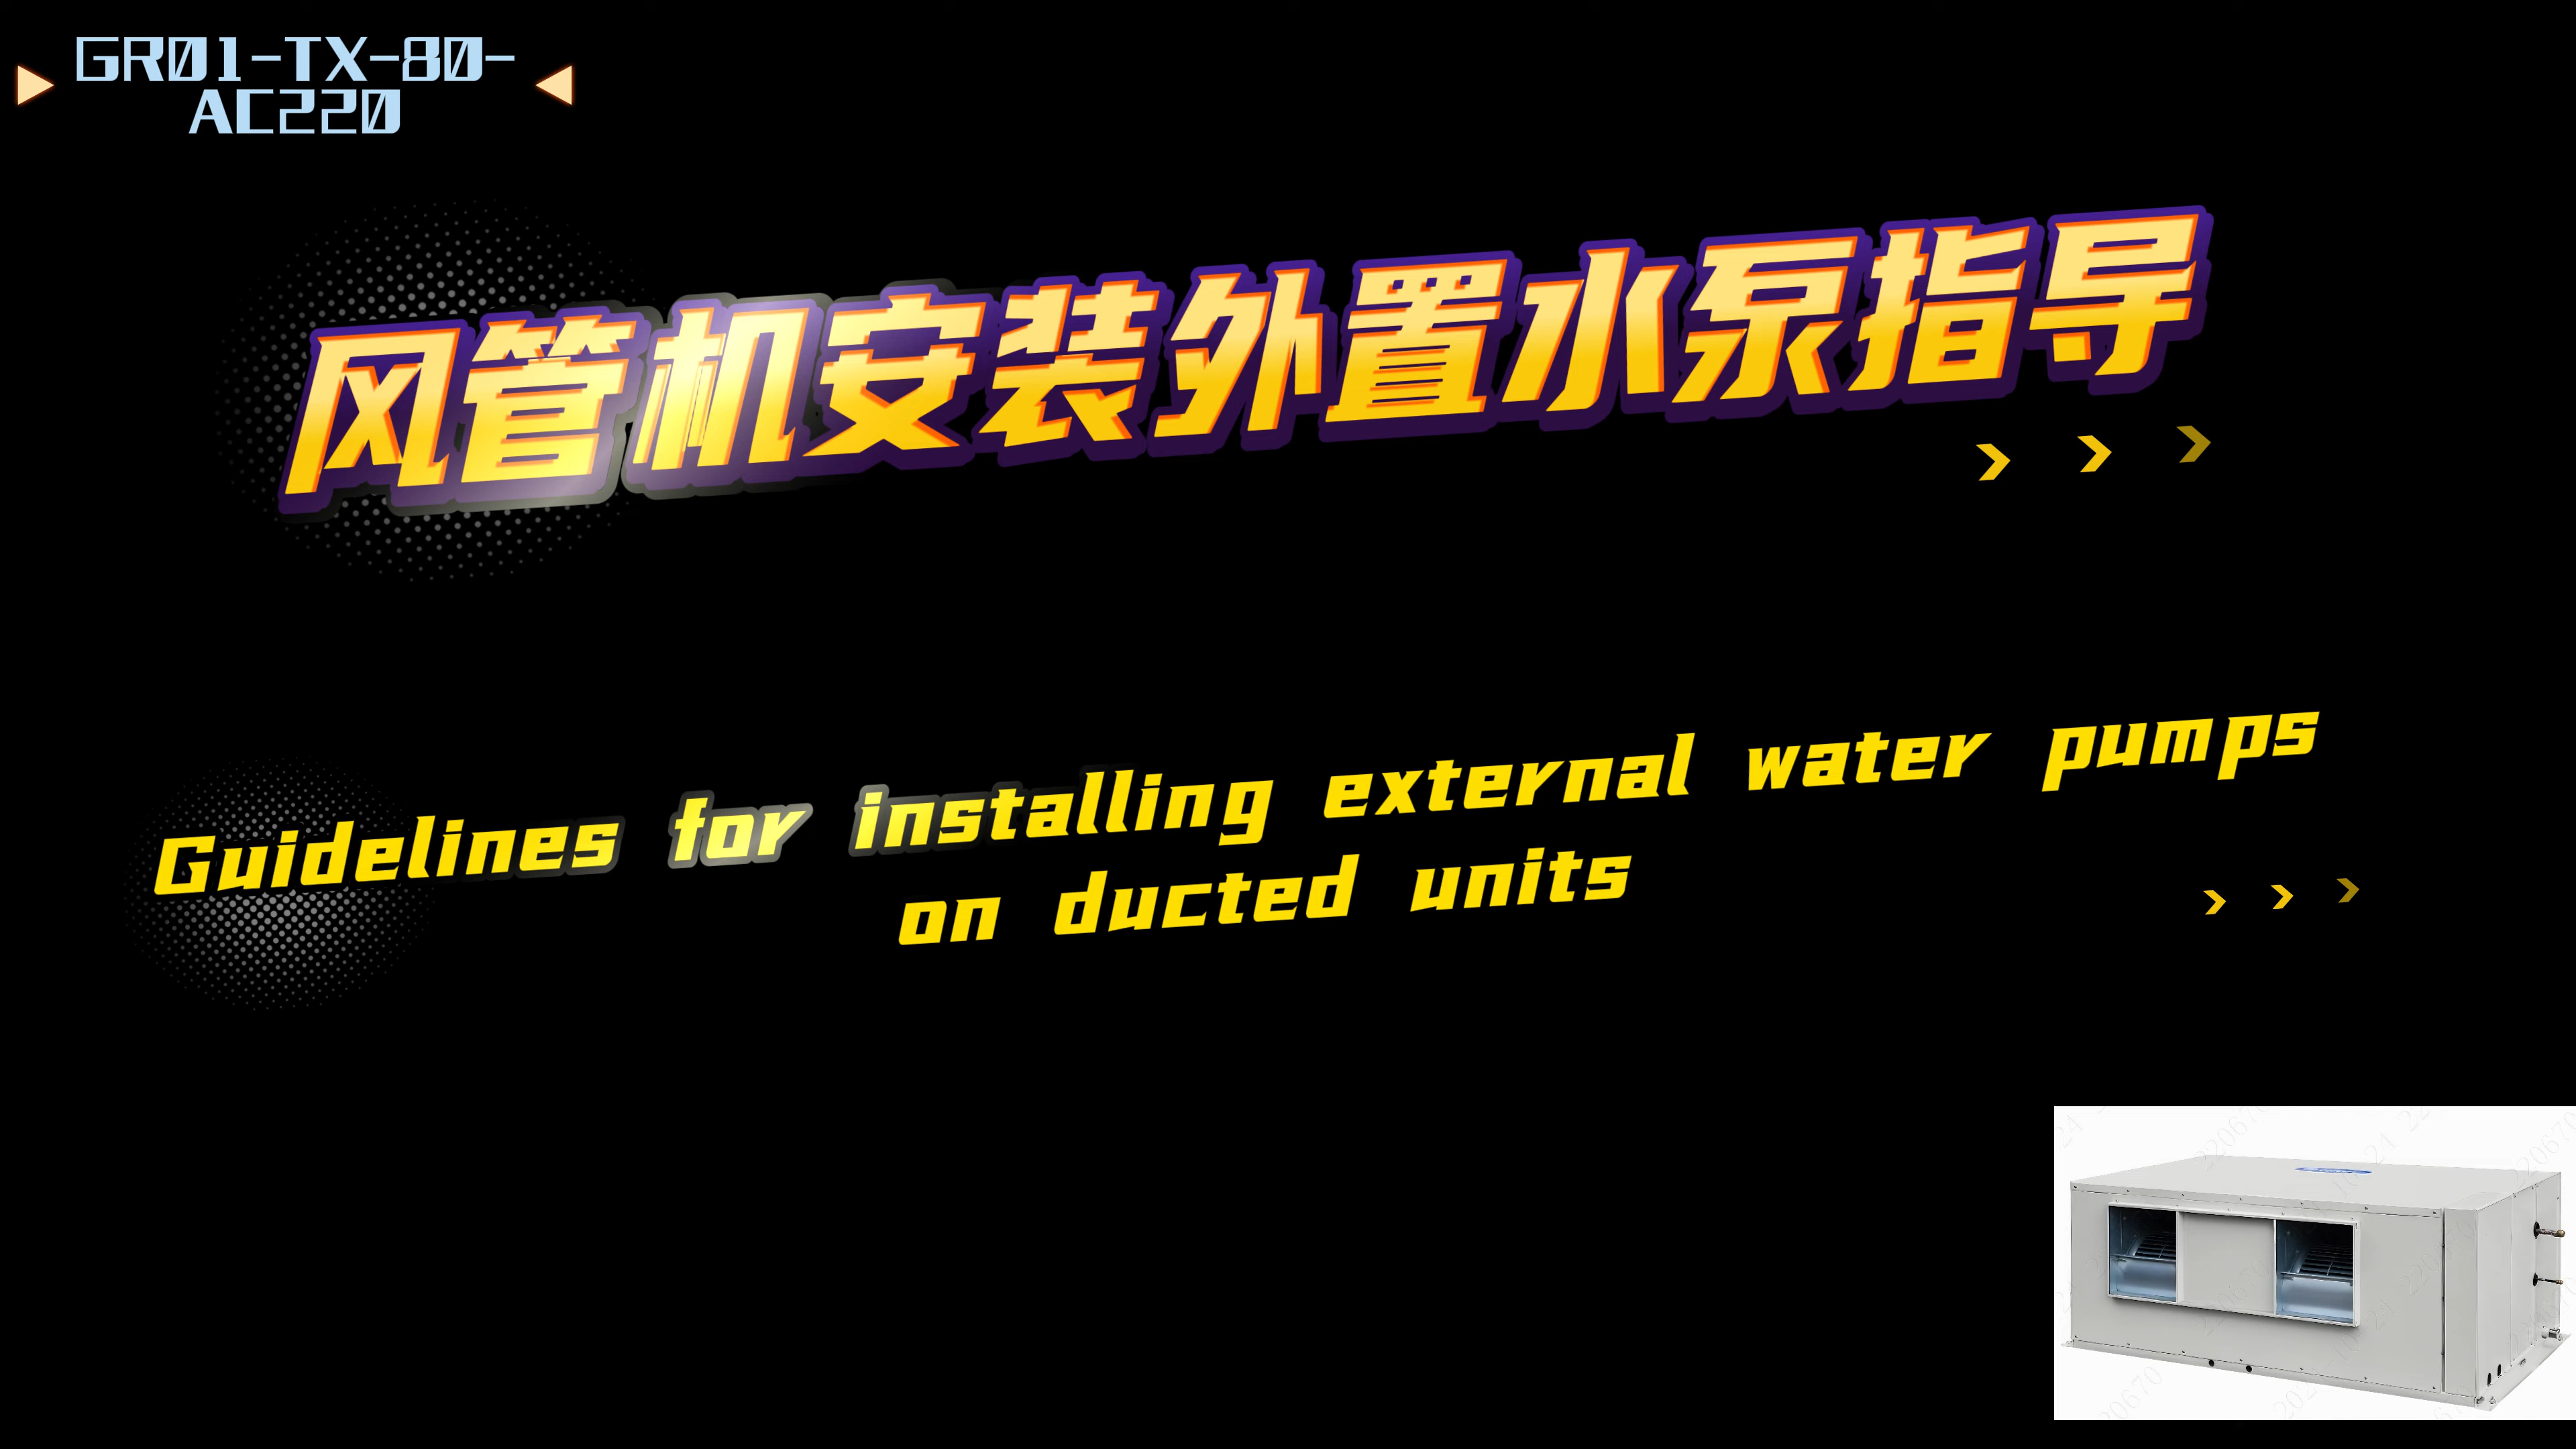 GR01-TX-80-
AC220
风管机安装外置水泵指导
Guidelines for installing external water pumps
on ducted units